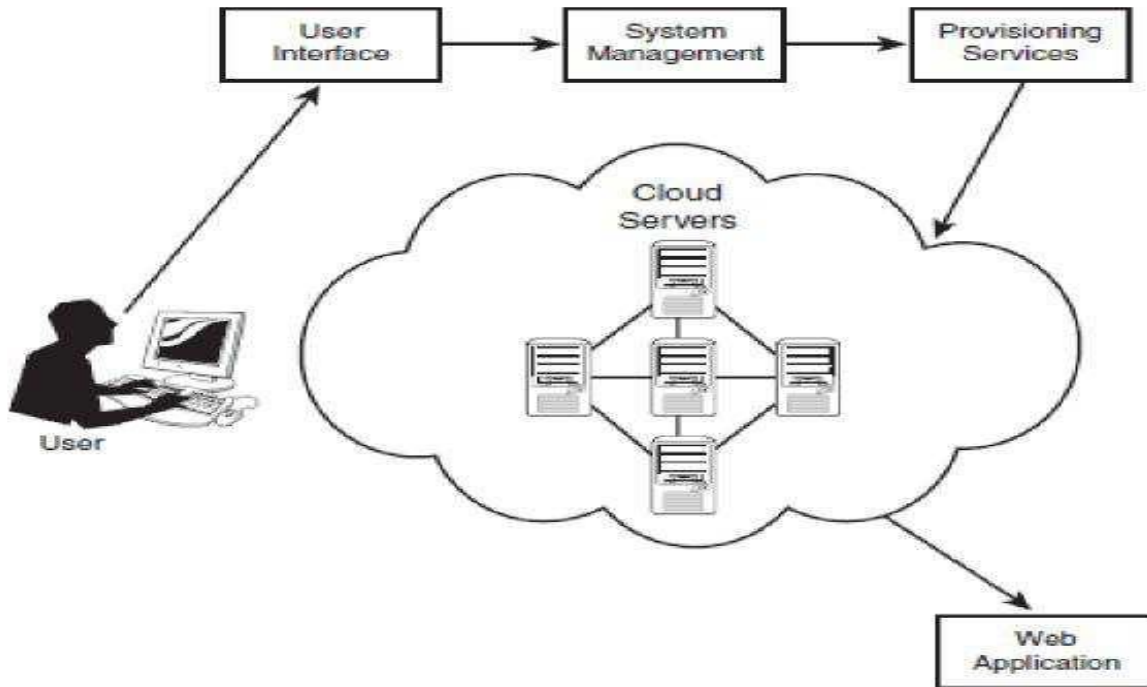 User
Interface
System
Management
Provisioning
Services
Cloud
Servers
User
Web
Application